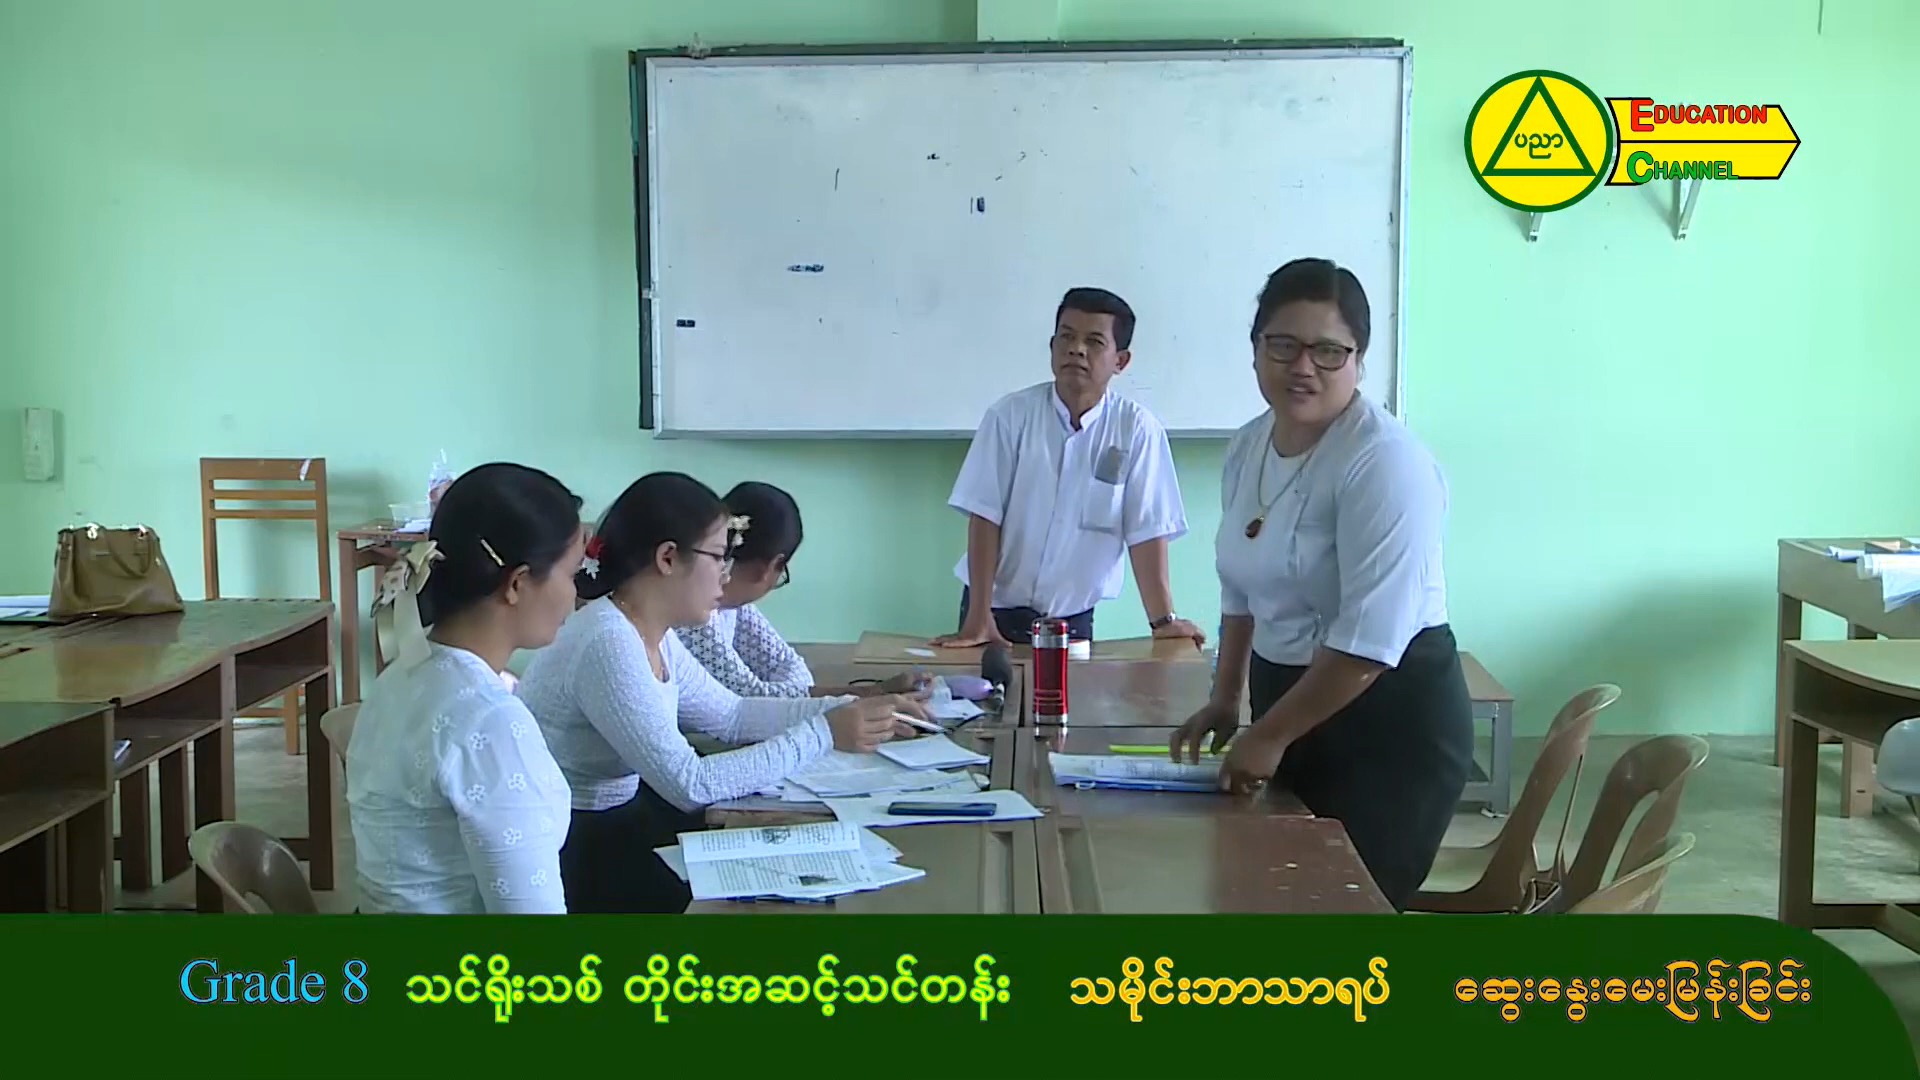 ပညာ
EDUCATION
CHANNEL
Grade 8 သင်ရိုးသစ် တိုင်းအဆင့်သင်တန်း သမိုင်းဘာသာရပ် ဆွေးနွေးမေးမြန်းခြင်း